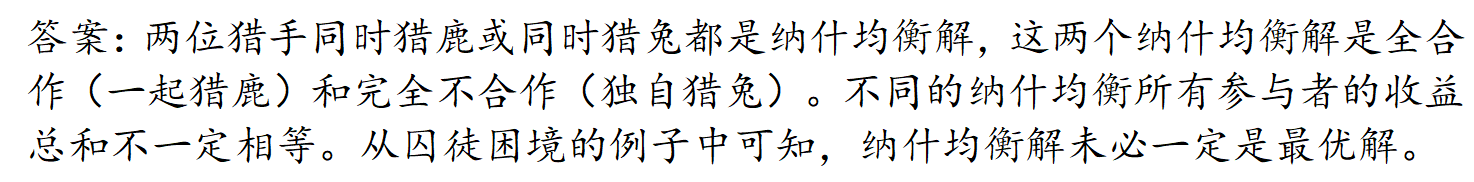 答案：两位猎手同时猎鹿或同时猎兔都是纳什均衡解，这两个纳什均衡解是全合
作（一起猎鹿）和完全不合作（独自猎兔）。不同的纳什均衡所有参与者的收益
总和不一定相等。从囚徒困境的例子中可知，纳什均衡解未必一定是最优解。